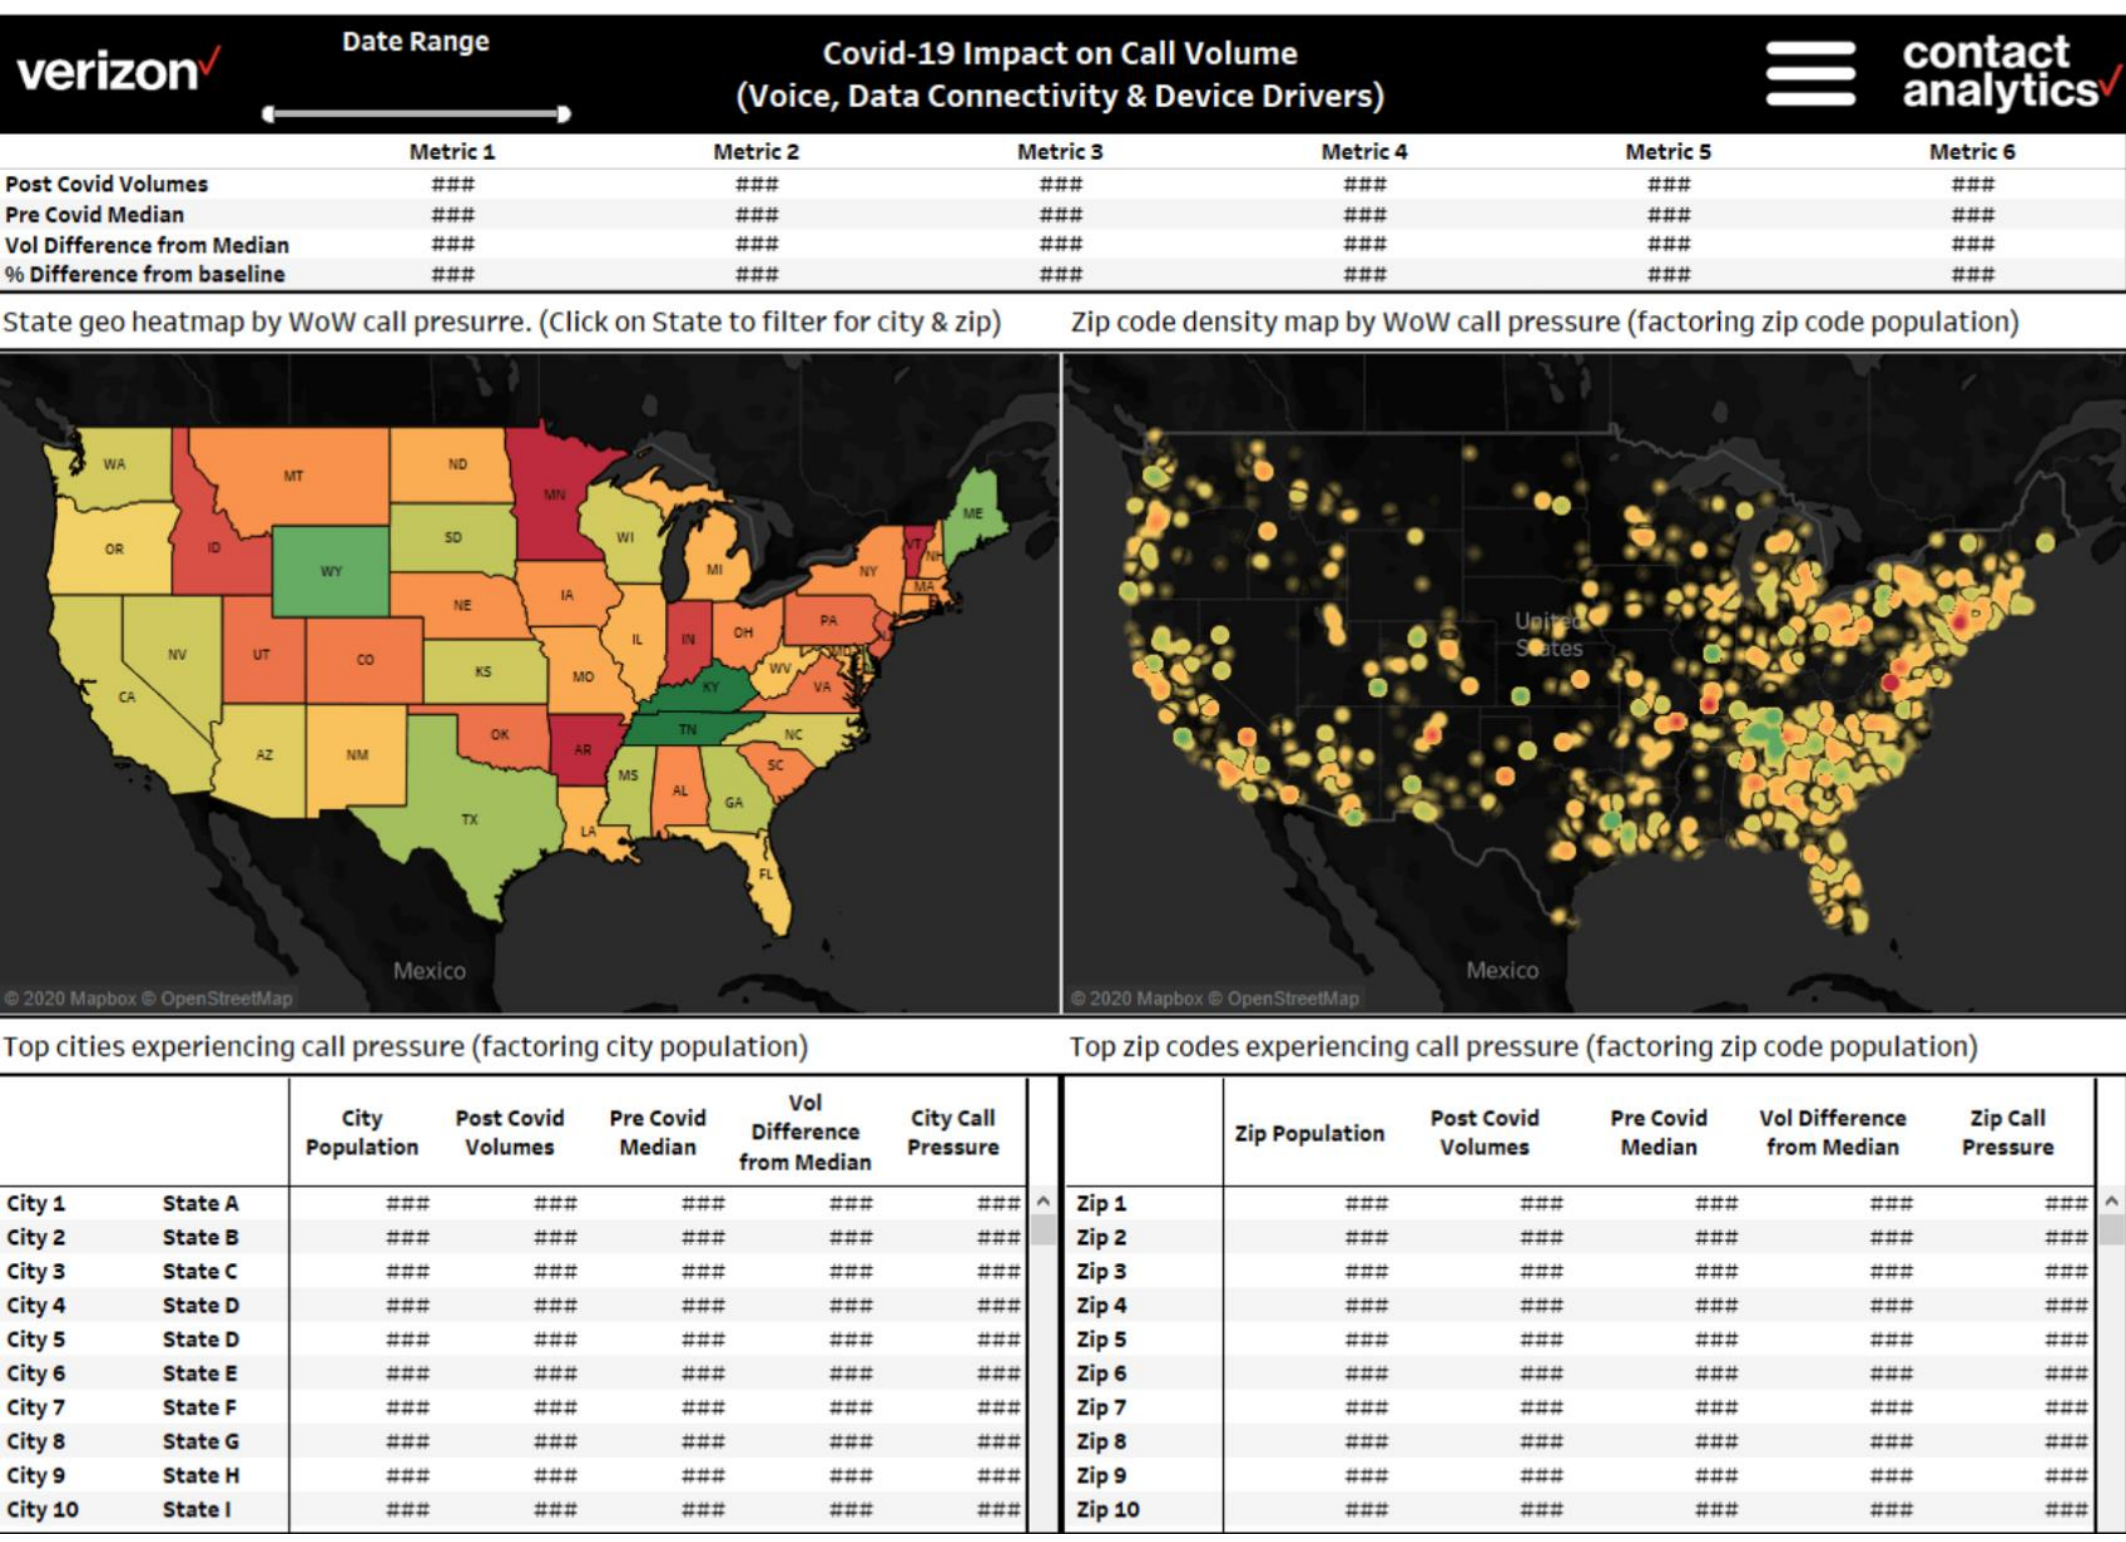 verizon
Date Range
Covid-19 Impact on Call Volume
(Voice, Data Connectivity & Device Drivers)
contact
analytics
Metric 1 Metric 2 Metric 3 Metric 4 Metric 5 Metric 6
Post Covid Volumes ### ### ### ### ### ###
Pre Covid Median ### ### ### ### ### ###
Vol Difference from Median ### ### ### ### ### ###
% Difference from baseline ### ### ### ### ### ###
State geo heatmap by WoW call presurre. (Click on State to filter for city & zip)
Zip code density map by WoW call pressure (factoring zip code population)
WA
MT
ND
MN
ME
OR
ID
SD
WI
VT
NH
WY
MI
NY
MA
NE
IA
PA
NV
UT
CO
KS
IL
IN
OH
NJ
MD
WV
VA
CA
MO
KY
AZ
NM
OK
AR
TN
NC
MS
AL
GA
SC
TX
LA
FL
Mexico
© 2020 Mapbox © OpenStreetMap
United
States
Mexico
© 2020 Mapbox © OpenStreetMap
Top cities experiencing call pressure (factoring city population)
City Population Post Covid Volumes Pre Covid Median Vol Difference from Median City Call Pressure
City 1 State A ### ### ### ### ###
City 2 State B ### ### ### ### ###
City 3 State C ### ### ### ### ###
City 4 State D ### ### ### ### ###
City 5 State D ### ### ### ### ###
City 6 State E ### ### ### ### ###
City 7 State F ### ### ### ### ###
City 8 State G ### ### ### ### ###
City 9 State H ### ### ### ### ###
City 10 State I ### ### ### ### ###
Top zip codes experiencing call pressure (factoring zip code population)
Zip Population Post Covid Volumes Pre Covid Median Vol Difference from Median Zip Call Pressure
Zip 1 ### ### ### ### ###
Zip 2 ### ### ### ### ###
Zip 3 ### ### ### ### ###
Zip 4 ### ### ### ### ###
Zip 5 ### ### ### ### ###
Zip 6 ### ### ### ### ###
Zip 7 ### ### ### ### ###
Zip 8 ### ### ### ### ###
Zip 9 ### ### ### ### ###
Zip 10 ### ### ### ### ###